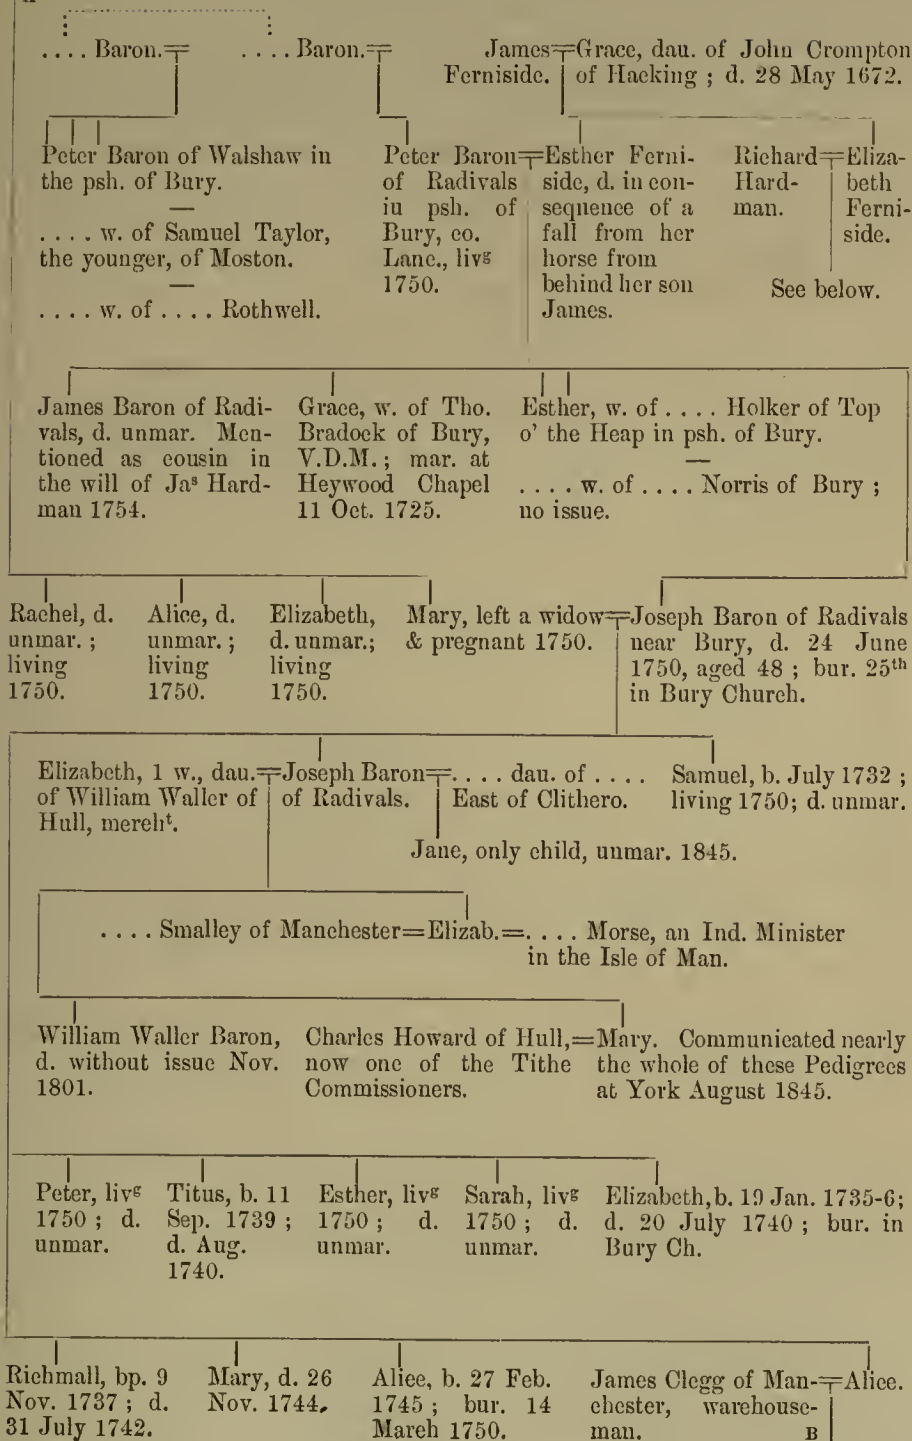 .... Baron.
.... Baron.
James=Grace, dau. of John Crompton
Ferniside. of Hacking ; d. 28 May 1672.
Peter Baron of Walshaw in
the psh. of Bury.
—
.... w. of Samuel Taylor,
the younger, of Moston.
—
.... w. of .... Rothwell.
Peter Baron=Esther Ferni-
of Radivals side, d. in con-
in psh. of sequence of a
Bury, co. fall from her
Lanc., livᵍ horse from
1750. behind her son
James.
Richard=Eliza-
Hard- beth
man. Ferni-
side.
See below.
James Baron of Radi-
vals, d. unmar. Men-
tioned as cousin in
the will of Jaˢ Hard-
man 1754.
Grace, w. of Tho.
Bradock of Bury,
V.D.M. ; mar. at
Heywood Chapel
11 Oct. 1725.
Esther, w. of .... Holker of Top
o' the Heap in psh. of Bury.
—
.... w. of .... Norris of Bury ;
no issue.
Rachel, d.
unmar. ;
living
1750.
Alice, d.
unmar. ;
living
1750.
Elizabeth,
d. unmar.;
living
1750.
Mary, left a widow=Joseph Baron of Radivals
& pregnant 1750. near Bury, d. 24 June
1750, aged 48 ; bur. 25ᵗʰ
in Bury Church.
Elizabeth, 1 w., dau.=Joseph Baron=.... dau. of ....
of William Waller of of Radivals. East of Clithero.
Hull, merchᵗ.
Samuel, b. July 1732 ;
living 1750; d. unmar.
Jane, only child, unmar. 1845.
.... Smalley of Manchester=Elizab.=.... Morse, an Ind. Minister
in the Isle of Man.
William Waller Baron,
d. without issue Nov.
1801.
Charles Howard of Hull,=Mary. Communicated nearly
now one of the Tithe the whole of these Pedigrees
Commissioners. at York August 1845.
Peter, livᵍ
1750 ; d.
unmar.
Titus, b. 11
Sep. 1739 ;
d. Aug.
1740.
Esther, livᵍ
1750 ; d.
unmar.
Sarah, livᵍ
1750 ; d.
unmar.
Elizabeth, b. 19 Jan. 1735-6;
d. 20 July 1740 ; bur. in
Bury Ch.
Richmall, bp. 9
Nov. 1737 ; d.
31 July 1742.
Mary, d. 26
Nov. 1744.
Alice, b. 27 Feb.
1745 ; bur. 14
March 1750.
James Clegg of Man-=Alice.
chester, warehouse-
man.
B